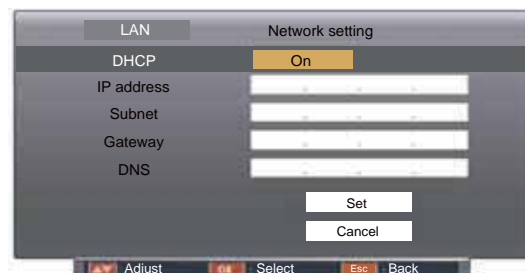 LAN Network setting
DHCP On
IP address
Subnet
Gateway
DNS
Set
Cancel
▲▼ Adjust OK Select Esc Back